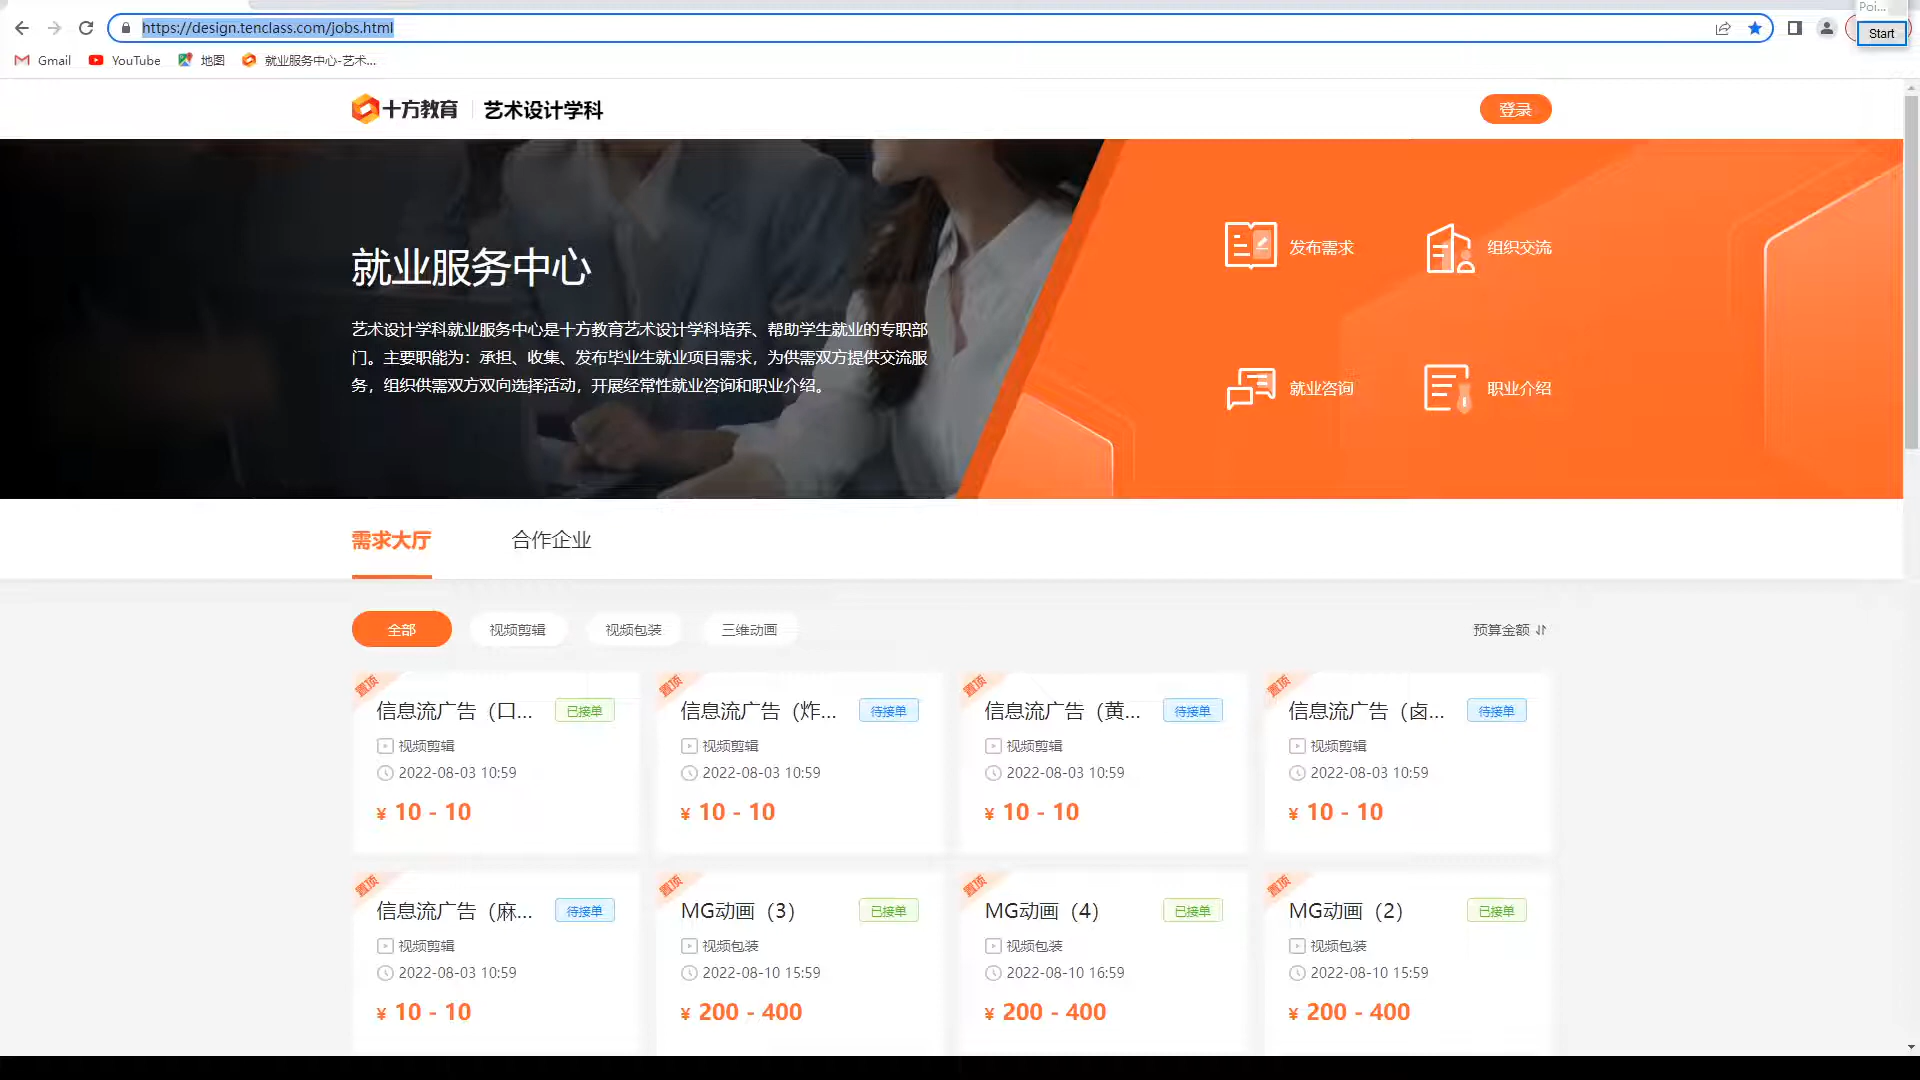 Poi...
https://design.tenclass.com/jobs.html
Start
Gmail
YouTube
地图
就业服务中心-艺术...
十方教育
艺术设计学科
登录
就业服务中心
艺术设计学科就业服务中心是十方教育艺术设计学科培养、帮助学生就业的专职部
门。主要职能为：承担、收集、发布毕业生就业项目需求，为供需双方提供交流服
务，组织供需双方双向选择活动，开展经常性就业咨询和职业介绍。
发布需求
组织交流
就业咨询
职业介绍
需求大厅
合作企业
全部
视频剪辑
视频包装
三维动画
预算金额
置顶
信息流广告（口...
已接单
视频剪辑
2022-08-03 10:59
¥ 10 - 10
置顶
信息流广告（炸...
待接单
视频剪辑
2022-08-03 10:59
¥ 10 - 10
置顶
信息流广告（黄...
待接单
视频剪辑
2022-08-03 10:59
¥ 10 - 10
置顶
信息流广告（卤...
待接单
视频剪辑
2022-08-03 10:59
¥ 10 - 10
置顶
信息流广告（麻...
待接单
视频剪辑
2022-08-03 10:59
¥ 10 - 10
置顶
MG动画（3）
已接单
视频包装
2022-08-10 15:59
¥ 200 - 400
置顶
MG动画（4）
已接单
视频包装
2022-08-10 16:59
¥ 200 - 400
置顶
MG动画（2）
已接单
视频包装
2022-08-10 15:59
¥ 200 - 400